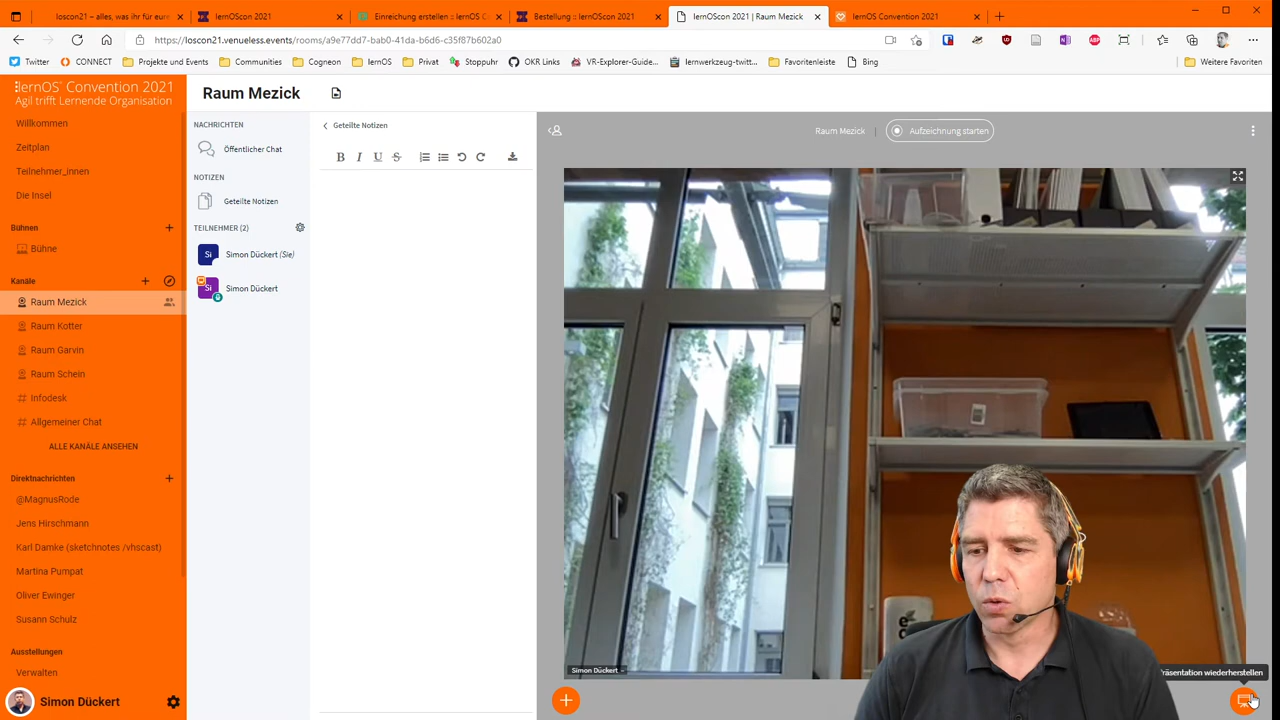 loscon21 – alles, was ihr für eure
lernOScon 2021
Einreichung erstellen :: lernOS C
Bestellung :: lernOScon 2021
lernOScon 2021 | Raum Mezick
lernOS Convention 2021
https://loscon21.venueless.events/rooms/a9e77dd7-bab0-41da-b6d6-c35f87b602a0
Twitter
CONNECT
Projekte und Events
Communities
Cogneon
lernOS
Privat
Stoppuhr
OKR Links
VR-Explorer-Guide...
lernwerkzeug-twitt...
Favoritenleiste
Bing
Weitere Favoriten
lernOS Convention 2021
Agil trifft Lernende Organisation
Willkommen
Zeitplan
Teilnehmer_innen
Die Insel
Bühnen
Bühne
Kanäle
Raum Mezick
Raum Kotter
Raum Garvin
Raum Schein
Infodesk
Allgemeiner Chat
ALLE KANÄLE ANSEHEN
Direktnachrichten
@MagnusRode
Jens Hirschmann
Karl Damke (sketchnotes /vhscast)
Martina Pumpat
Oliver Ewinger
Susann Schulz
Ausstellungen
Verwalten
Simon Dückert
Raum Mezick
NACHRICHTEN
Öffentlicher Chat
NOTIZEN
Geteilte Notizen
TEILNEHMER (2)
Si
Simon Dückert (Sie)
Si
Simon Dückert
Geteilte Notizen
B I U S
Raum Mezick
Aufzeichnung starten
Simon Dückert
Präsentation wiederherstellen